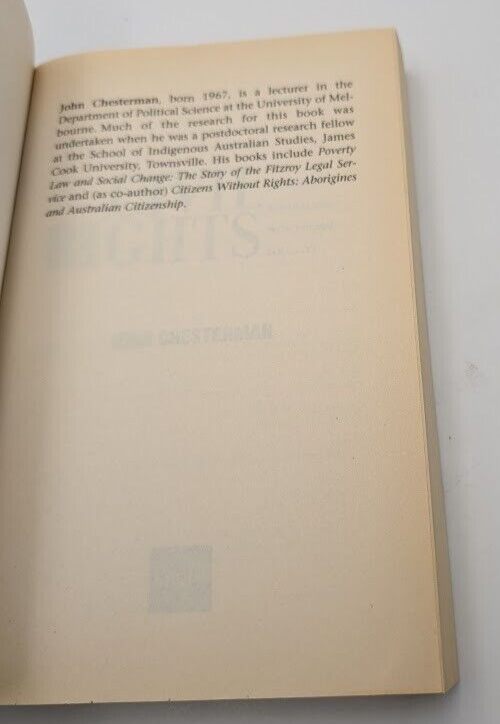 John Chesterman, born 1967, is a lecturer in the
Department of Political Science at the University of Mel-
bourne. Much of the research for this book was
undertaken when he was a postdoctoral research fellow
at the School of Indigenous Australian Studies, James
Cook University, Townsville. His books include Poverty
Law and Social Change: The Story of the Fitzroy Legal Ser-
vice and (as co-author) Citizens Without Rights: Aborigines
and Australian Citizenship.
GHTS
JOHN CHESTERMAN